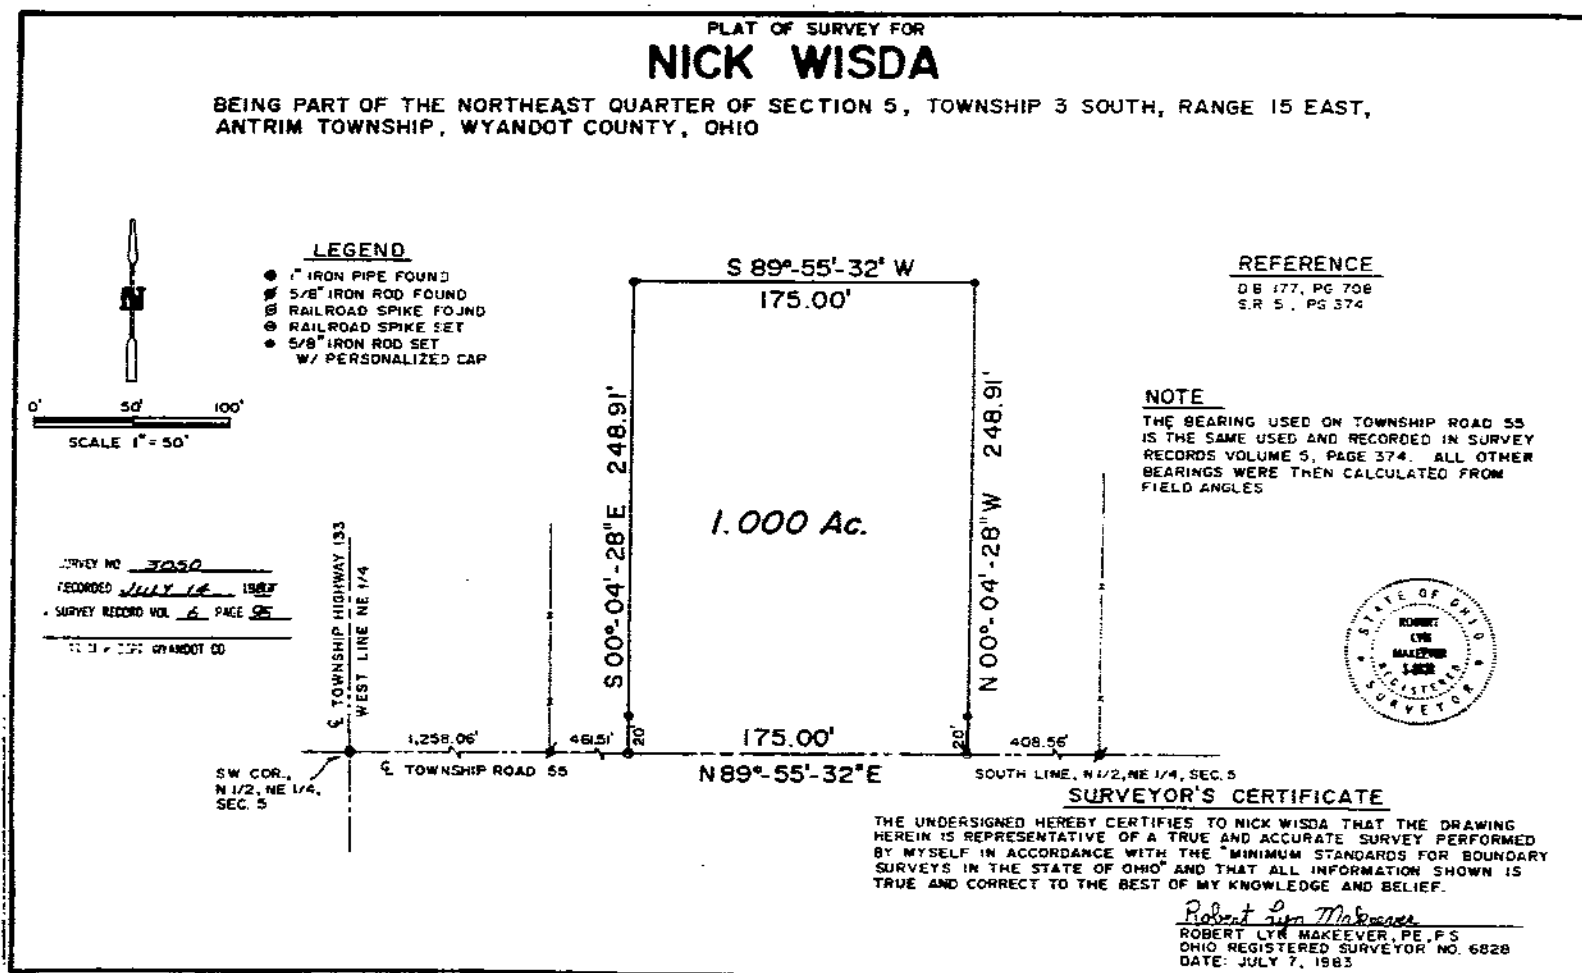 PLAT OF SURVEY FOR
NICK WISDA
BEING PART OF THE NORTHEAST QUARTER OF SECTION 5, TOWNSHIP 3 SOUTH, RANGE 15 EAST,
ANTRIM TOWNSHIP, WYANDOT COUNTY, OHIO
LEGEND
1" IRON PIPE FOUND
5/8" IRON ROD FOUND
RAILROAD SPIKE FOUND
RAILROAD SPIKE SET
5/8" IRON ROD SET
W/ PERSONALIZED CAP
N
0' 50' 100'
SCALE 1" = 50'
S 89°-55'-32" W
175.00'
REFERENCE
D.B. 177, PG 708
S.R. 5, PG 374
NOTE
THE BEARING USED ON TOWNSHIP ROAD 55
IS THE SAME USED AND RECORDED IN SURVEY
RECORDS VOLUME 5, PAGE 374. ALL OTHER
BEARINGS WERE THEN CALCULATED FROM
FIELD ANGLES
S 00°-04'-28"E 248.91'
N 00°-04'-28"W 248.91'
1.000 Ac.
SURVEY NO 3050
RECORDED JULY 14 1983
SURVEY RECORD VOL 6 PAGE 95
WYANDOT CO
℄ TOWNSHIP HIGHWAY 133
WEST LINE NE 1/4
STATE OF OHIO
ROBERT
LYN
MAKEEVER
REGISTERED
SURVEYOR
1,258.06' 461.51' 20' 175.00' 20' 408.56'
℄ TOWNSHIP ROAD 55
N 89°-55'-32"E
SOUTH LINE, N 1/2, NE 1/4, SEC. 5
SW COR.,
N 1/2, NE 1/4,
SEC. 5
SURVEYOR'S CERTIFICATE
THE UNDERSIGNED HEREBY CERTIFIES TO NICK WISDA THAT THE DRAWING
HEREIN IS REPRESENTATIVE OF A TRUE AND ACCURATE SURVEY PERFORMED
BY MYSELF IN ACCORDANCE WITH THE "MINIMUM STANDARDS FOR BOUNDARY
SURVEYS IN THE STATE OF OHIO" AND THAT ALL INFORMATION SHOWN IS
TRUE AND CORRECT TO THE BEST OF MY KNOWLEDGE AND BELIEF.
Robert Lyn Makeever
ROBERT LYN MAKEEVER, PE, PS
OHIO REGISTERED SURVEYOR NO. 6828
DATE: JULY 7, 1983